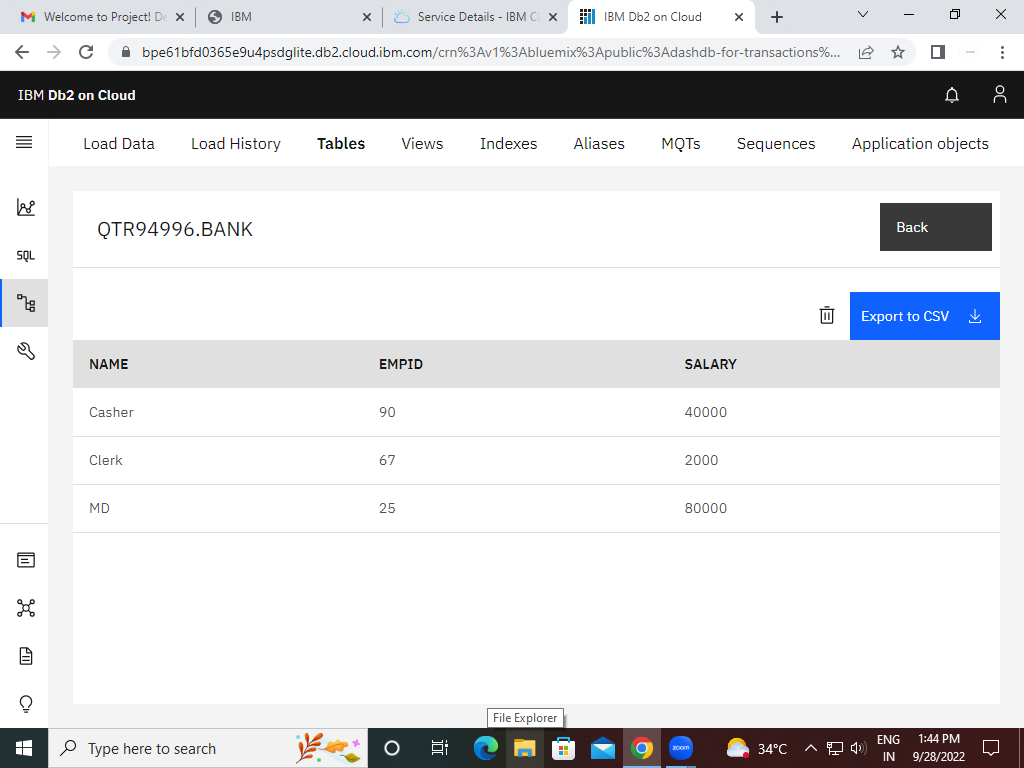 Welcome to Project! De
IBM
Service Details - IBM Cl
IBM Db2 on Cloud
bpe61bfd0365e9u4psdglite.db2.cloud.ibm.com/crn%3Av1%3Abluemix%3Apublic%3Adashdb-for-transactions%...
IBM Db2 on Cloud
Load Data
Load History
Tables
Views
Indexes
Aliases
MQTs
Sequences
Application objects
SQL
QTR94996.BANK
Back
Export to CSV
NAME EMPID SALARY
Casher 90 40000
Clerk 67 2000
MD 25 80000
File Explorer
Type here to search
zoom
34°C
ENG
IN
1:44 PM
9/28/2022